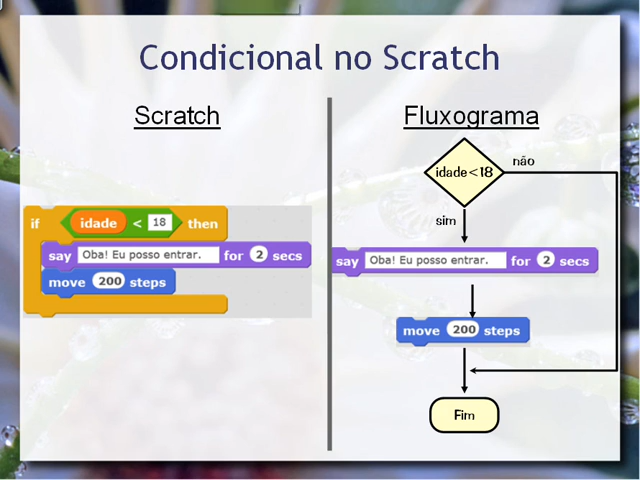 Condicional no Scratch
Scratch
if idade < 18 then
say Oba! Eu posso entrar. for 2 secs
move 200 steps
Fluxograma
idade<18
não
sim
say Oba! Eu posso entrar. for 2 secs
move 200 steps
Fim